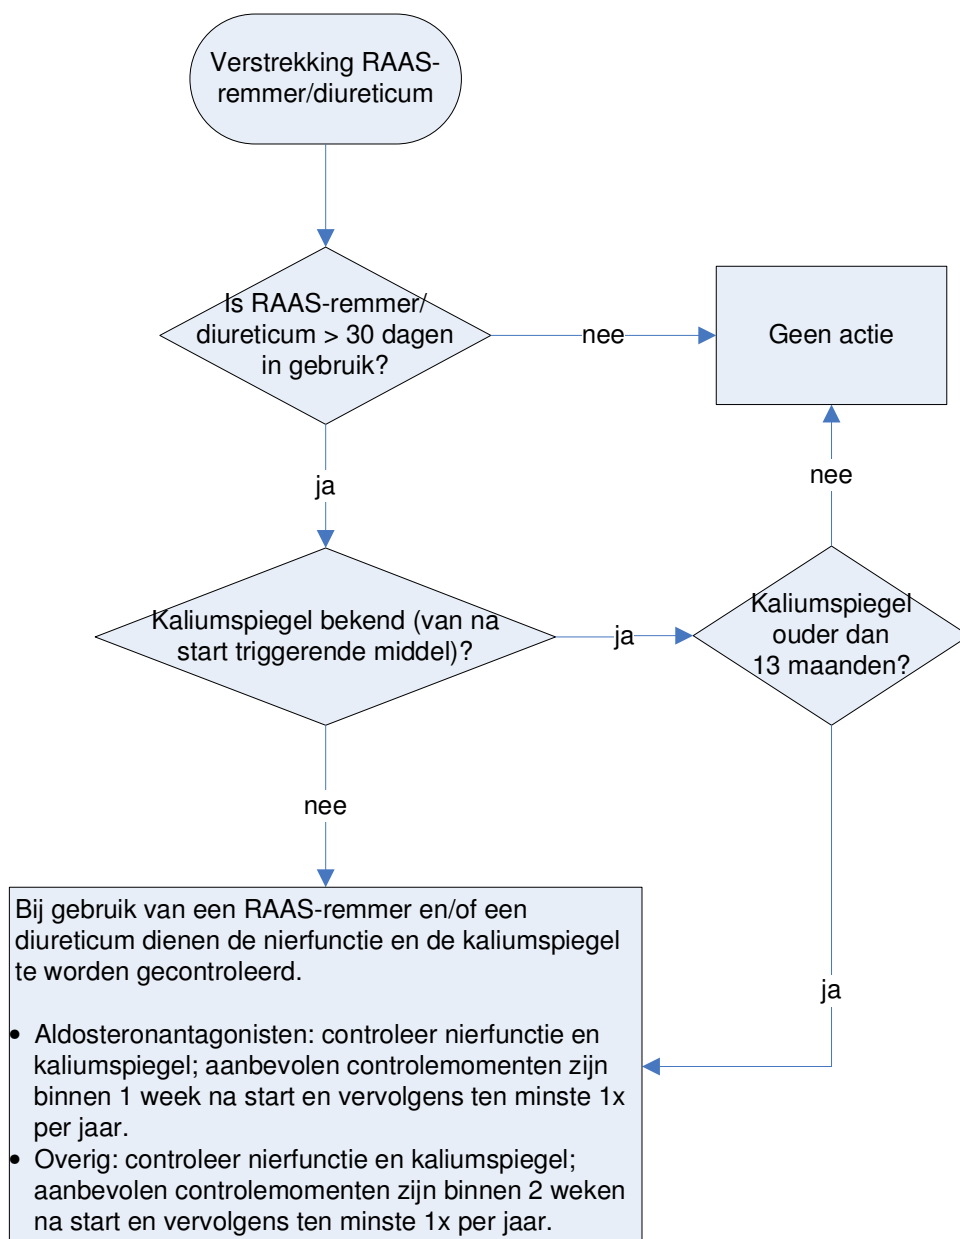 Verstrekking RAAS-
remmer/diureticum
Is RAAS-remmer/
diureticum > 30 dagen
in gebruik?
nee
Geen actie
ja
nee
Kaliumspiegel bekend (van na
start triggerende middel)?
ja
Kaliumspiegel
ouder dan
13 maanden?
nee
ja
Bij gebruik van een RAAS-remmer en/of een
diureticum dienen de nierfunctie en de kaliumspiegel
te worden gecontroleerd.
• Aldosteronantagonisten: controleer nierfunctie en
kaliumspiegel; aanbevolen controlemomenten zijn
binnen 1 week na start en vervolgens ten minste 1x
per jaar.
• Overig: controleer nierfunctie en kaliumspiegel;
aanbevolen controlemomenten zijn binnen 2 weken
na start en vervolgens ten minste 1x per jaar.